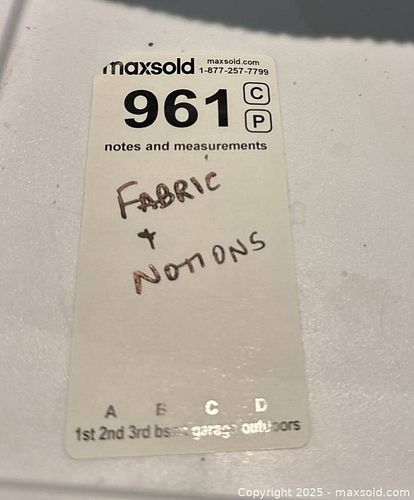 maxsold maxsold.com
1-877-257-7799
961 C
P
notes and measurements
FABRIC
+
NOTIONS
A B C D
1st 2nd 3rd garage outdoors
Copyright © 2025 - maxsold.com